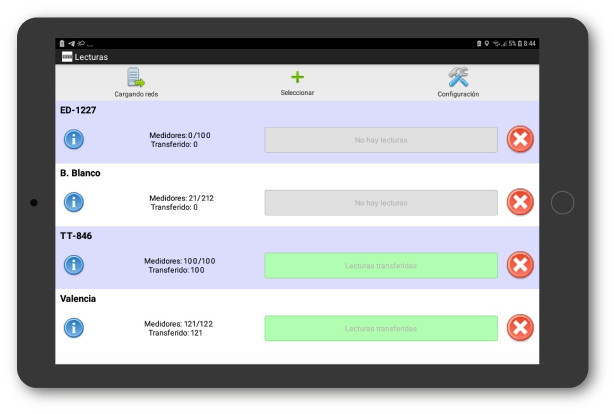 5% 8:44
Lecturas
Cargando reds
Seleccionar
Configuración
ED-1227
Medidores: 0/100
Transferido: 0
No hay lecturas
B. Blanco
Medidores: 21/212
Transferido: 0
No hay lecturas
TT-846
Medidores: 100/100
Transferido: 100
Lecturas transferidas
Valencia
Medidores: 121/122
Transferido: 121
Lecturas transferidas